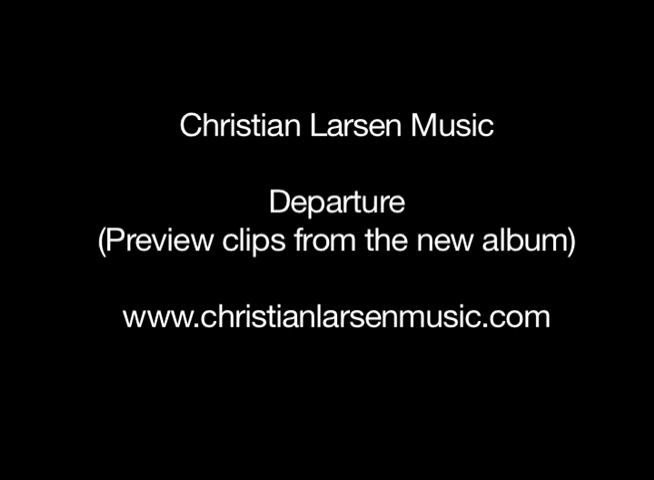 Christian Larsen Music
Departure
(Preview clips from the new album)
www.christianlarsenmusic.com